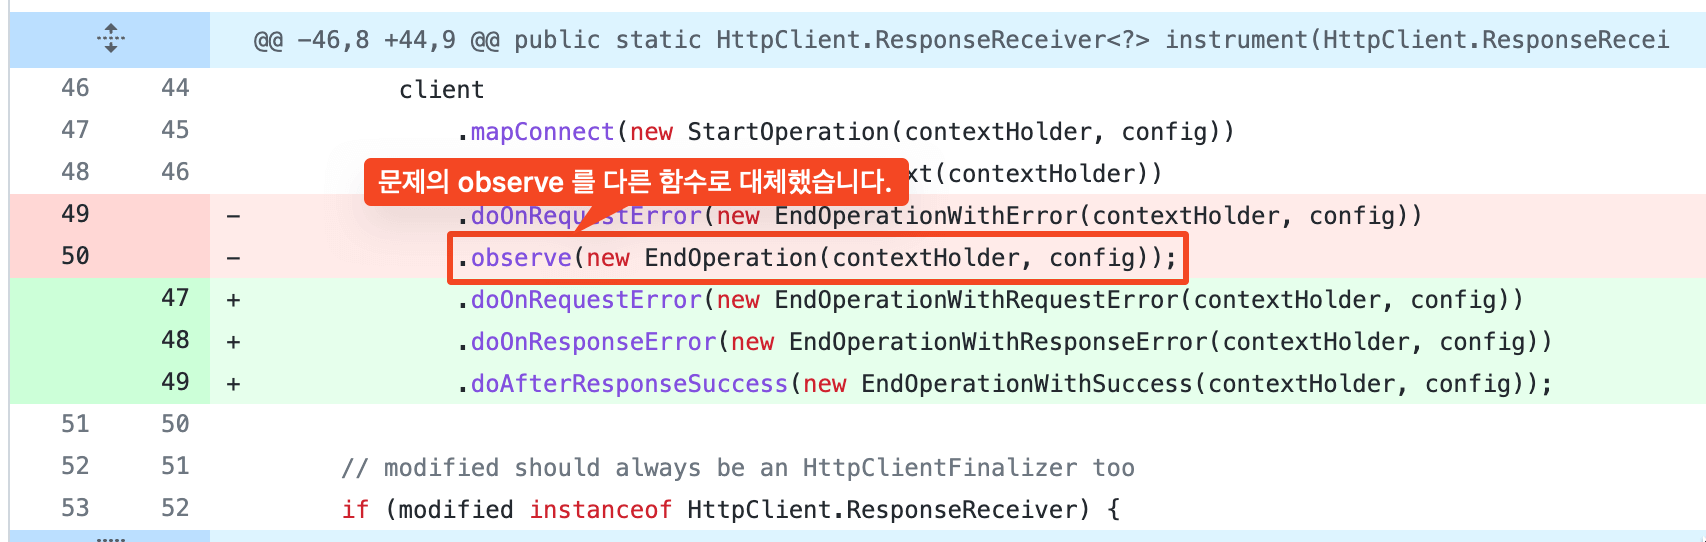 @@ -46,8 +44,9 @@ public static HttpClient.ResponseReceiver<?> instrument(HttpClient.ResponseRecei
46 44 client
47 45 .mapConnect(new StartOperation(contextHolder, config))
48 46 xt(contextHolder))
문제의 observe 를 다른 함수로 대체했습니다.
49 - .doOnRequestError(new EndOperationWithError(contextHolder, config))
50 - .observe(new EndOperation(contextHolder, config));
47 + .doOnRequestError(new EndOperationWithRequestError(contextHolder, config))
48 + .doOnResponseError(new EndOperationWithResponseError(contextHolder, config))
49 + .doAfterResponseSuccess(new EndOperationWithSuccess(contextHolder, config));
51 50
52 51 // modified should always be an HttpClientFinalizer too
53 52 if (modified instanceof HttpClient.ResponseReceiver) {